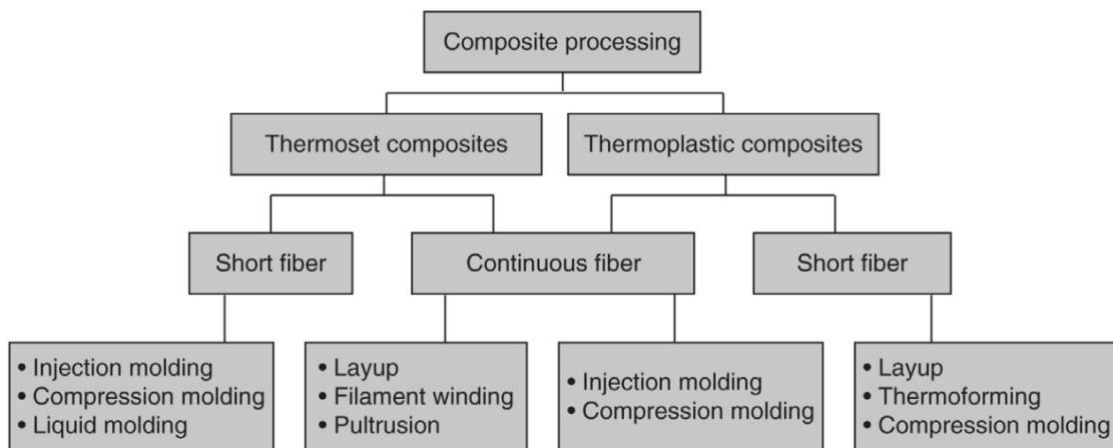 Composite processing
Thermoset composites
Thermoplastic composites
Short fiber
Continuous fiber
Short fiber
• Injection molding
• Compression molding
• Liquid molding
• Layup
• Filament winding
• Pultrusion
• Injection molding
• Compression molding
• Layup
• Thermoforming
• Compression molding